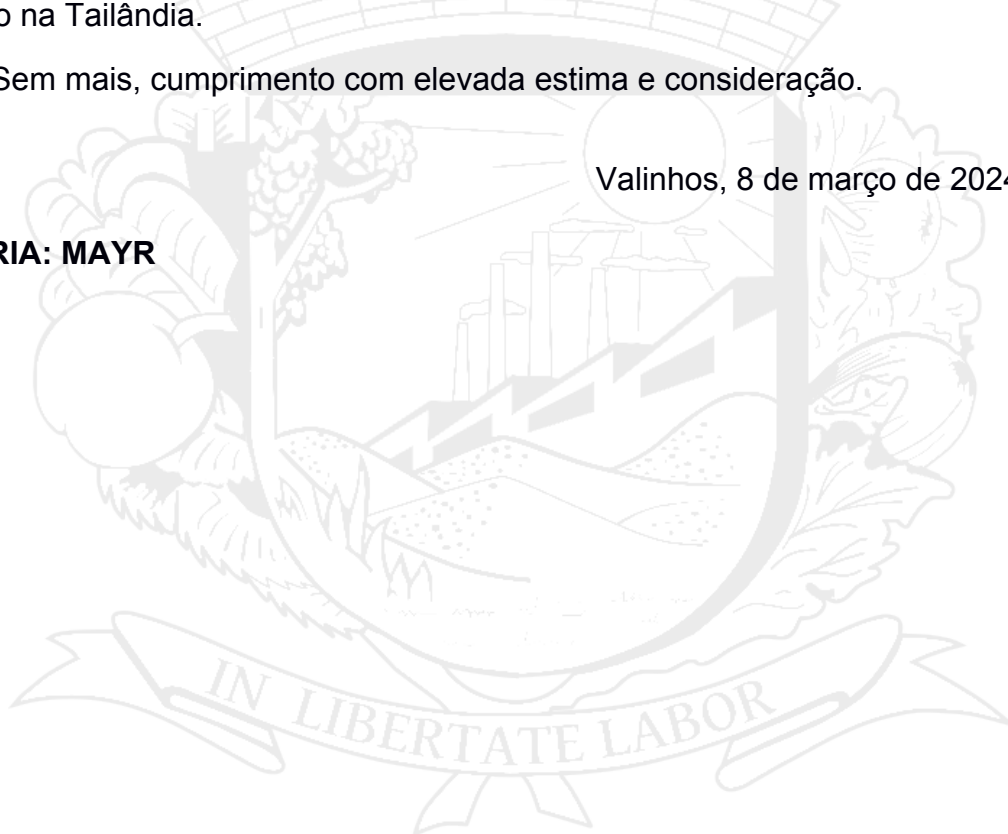 o na Tailândia.
Sem mais, cumprimento com elevada estima e consideração.
Valinhos, 8 de março de 2024
RIA: MAYR
IN LIBERTATE LABOR